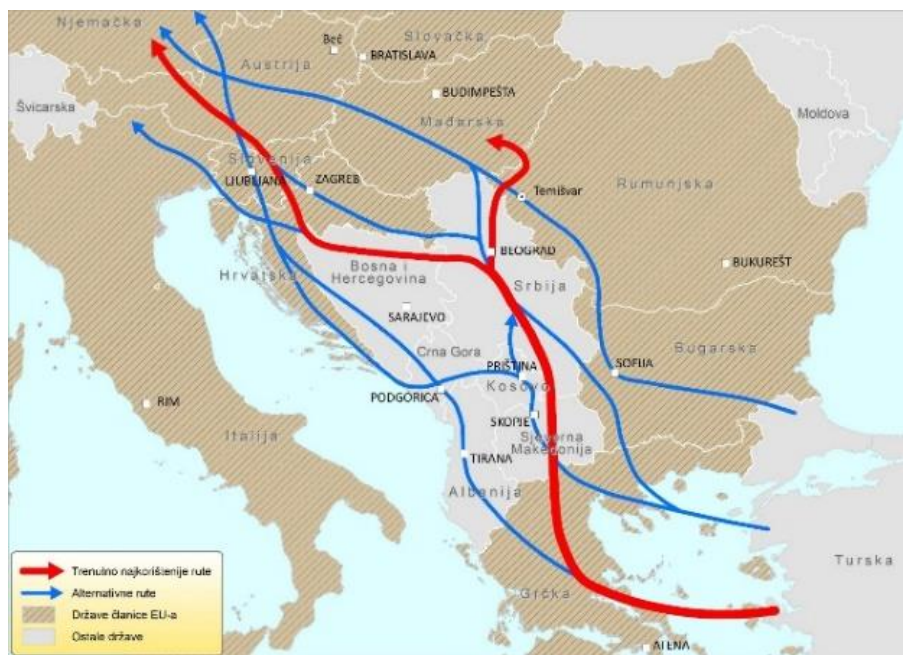 Njemačka
Beč
Slovačka
BRATISLAVA
Austrija
BUDIMPEŠTA
Mađarska
Moldova
Švicarska
Slovenija
LJUBLJANA
ZAGREB
Temišvar
Rumunjska
BEOGRAD
BUKUREŠT
Hrvatska
Bosna i
Hercegovina
Srbija
SARAJEVO
Crna Gora
Bugarska
PRIŠTINA
SOFIJA
Kosovo
PODGORICA
RIM
SKOPJE
Sjeverna
Makedonija
Italija
TIRANA
Albanija
Turska
Grčka
ATENA
Trenutno najkorištenije rute
Alternativne rute
Države članice EU-a
Ostale države